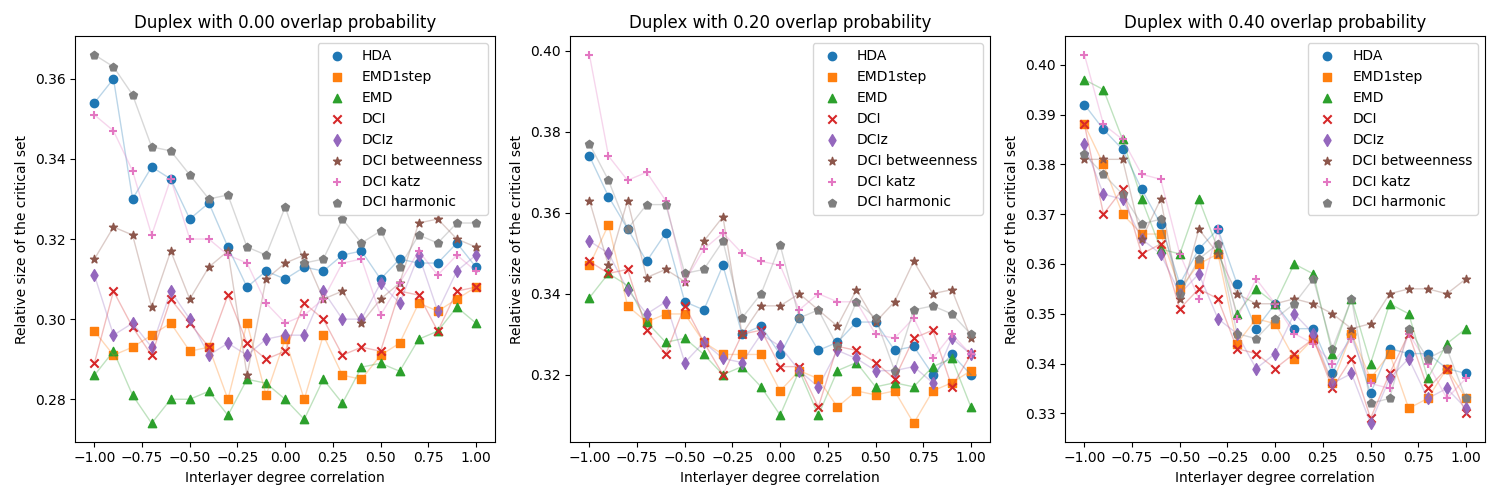 Duplex with 0.00 overlap probability
Relative size of the critical set
0.36
0.34
0.32
0.30
0.28
HDA
EMD1step
EMD
DCI
DCIz
DCI betweenness
DCI katz
DCI harmonic
−1.00 −0.75 −0.50 −0.25 0.00 0.25 0.50 0.75 1.00
Interlayer degree correlation
Duplex with 0.20 overlap probability
Relative size of the critical set
0.40
0.38
0.36
0.34
0.32
HDA
EMD1step
EMD
DCI
DCIz
DCI betweenness
DCI katz
DCI harmonic
−1.00 −0.75 −0.50 −0.25 0.00 0.25 0.50 0.75 1.00
Interlayer degree correlation
Duplex with 0.40 overlap probability
Relative size of the critical set
0.40
0.39
0.38
0.37
0.36
0.35
0.34
0.33
HDA
EMD1step
EMD
DCI
DCIz
DCI betweenness
DCI katz
DCI harmonic
−1.00 −0.75 −0.50 −0.25 0.00 0.25 0.50 0.75 1.00
Interlayer degree correlation